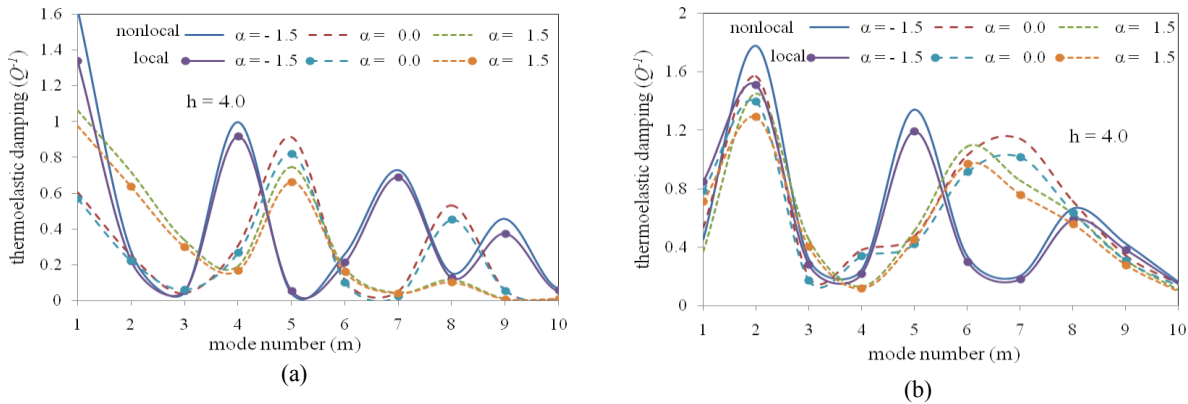 1.6
1.4
1.2
1
0.8
0.6
0.4
0.2
0
thermoelastic damping (Q⁻¹)
nonlocal α = - 1.5 α = 0.0 α = 1.5
local α = - 1.5 α = 0.0 α = 1.5
h = 4.0
1 2 3 4 5 6 7 8 9 10
mode number (m)
(a)
2
1.6
1.2
0.8
0.4
0
thermoelastic damping (Q⁻¹)
nonlocal α = - 1.5 α = 0.0 α = 1.5
local α = - 1.5 α = 0.0 α = 1.5
h = 4.0
1 2 3 4 5 6 7 8 9 10
mode number (m)
(b)